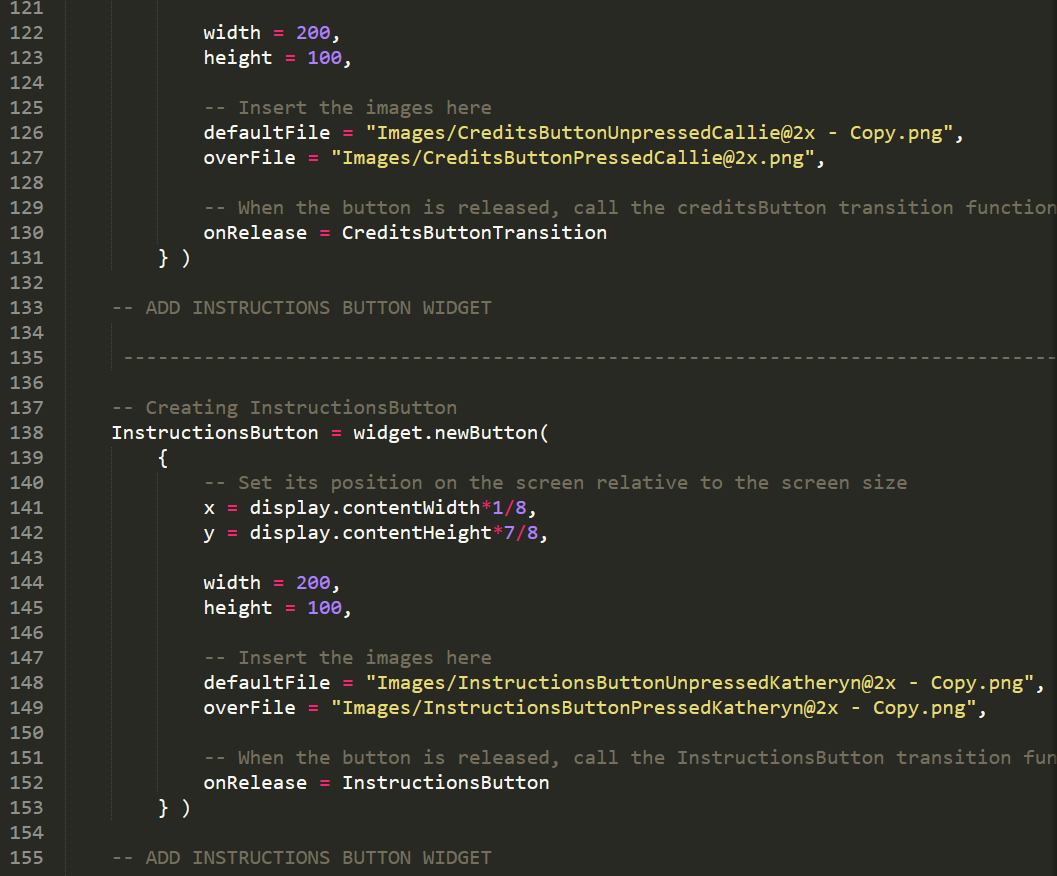 121
122 width = 200,
123 height = 100,
124
125 -- Insert the images here
126 defaultFile = "Images/CreditsButtonUnpressedCallie@2x - Copy.png",
127 overFile = "Images/CreditsButtonPressedCallie@2x.png",
128
129 -- When the button is released, call the creditsButton transition function
130 onRelease = CreditsButtonTransition
131 } )
132
133 -- ADD INSTRUCTIONS BUTTON WIDGET
134
135 ---------------------------------------------------------------------------------
136
137 -- Creating InstructionsButton
138 InstructionsButton = widget.newButton(
139 {
140 -- Set its position on the screen relative to the screen size
141 x = display.contentWidth*1/8,
142 y = display.contentHeight*7/8,
143
144 width = 200,
145 height = 100,
146
147 -- Insert the images here
148 defaultFile = "Images/InstructionsButtonUnpressedKatheryn@2x - Copy.png",
149 overFile = "Images/InstructionsButtonPressedKatheryn@2x - Copy.png",
150
151 -- When the button is released, call the InstructionsButton transition fun
152 onRelease = InstructionsButton
153 } )
154
155 -- ADD INSTRUCTIONS BUTTON WIDGET